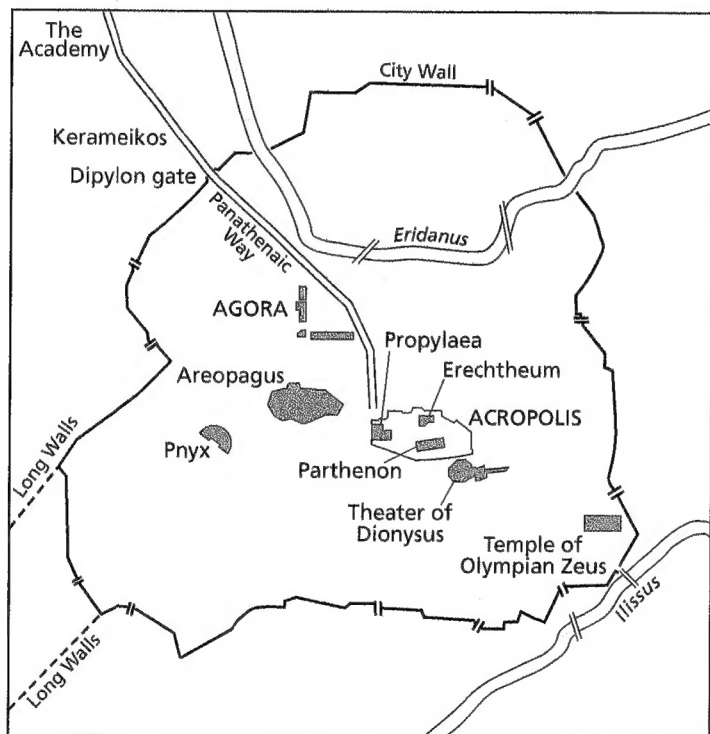 The
Academy
City Wall
Kerameikos
Dipylon gate
Panathenaic
Way
Eridanus
AGORA
Propylaea
Erechtheum
Areopagus
ACROPOLIS
Pnyx
Parthenon
Long Walls
Theater of
Dionysus
Temple of
Olympian Zeus
Ilissus
Long Walls